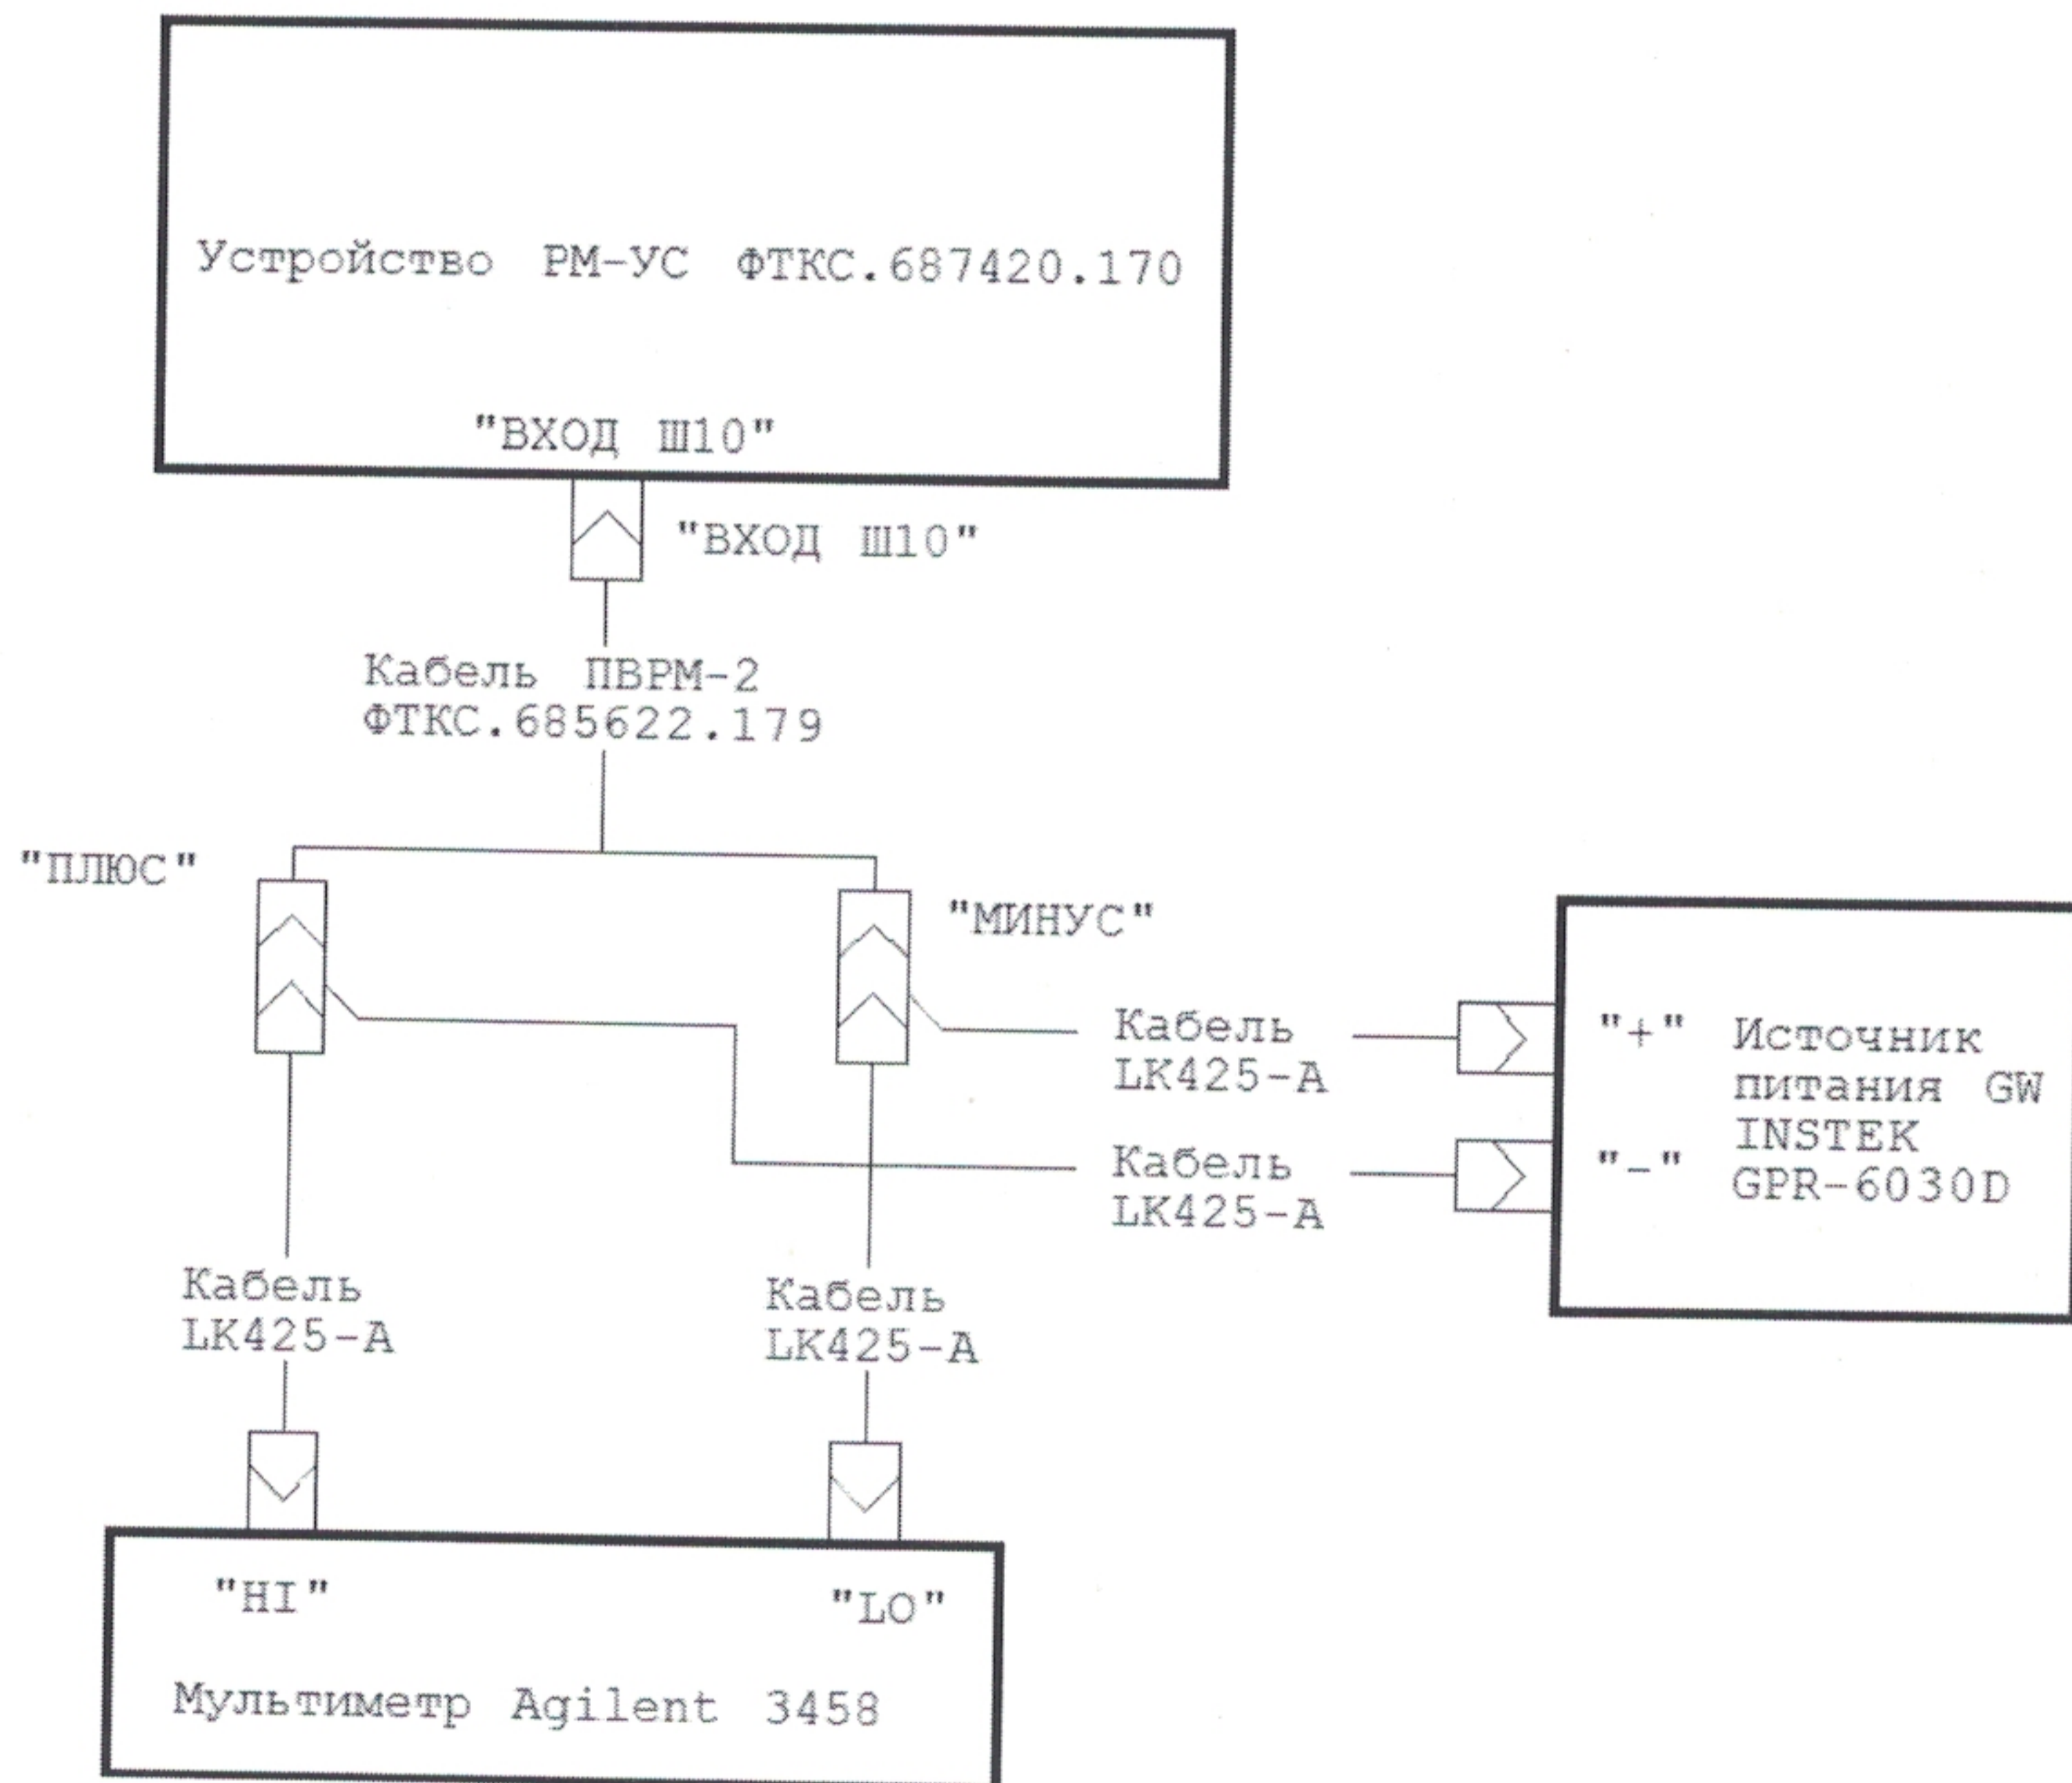 Устройство РМ-УС ФТКС.687420.170
"ВХОД Ш10"
"ВХОД Ш10"
Кабель ПВРМ-2
ФТКС.685622.179
"ПЛЮС"
"МИНУС"
Кабель
LK425-A
Кабель
LK425-A
"+"
"-"
Источник
питания GW
INSTEK
GPR-6030D
Кабель
LK425-A
Кабель
LK425-A
"HI"
"LO"
Мультиметр Agilent 3458